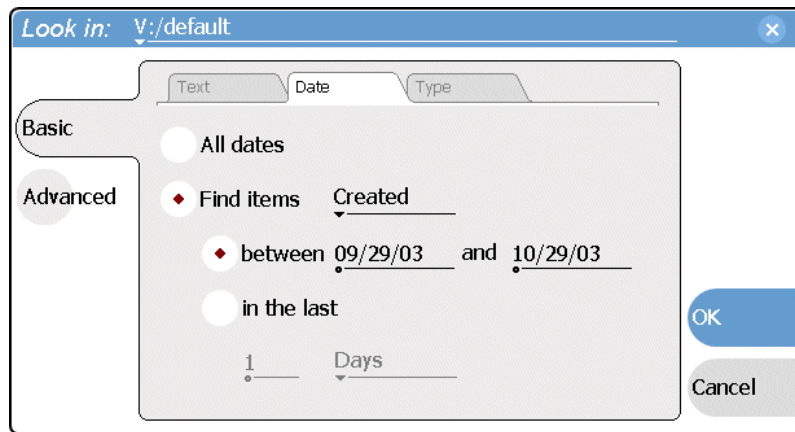 Look in: V:/default
Text Date Type
Basic
All dates
Advanced
Find items Created
between 09/29/03 and 10/29/03
in the last
OK
1 Days
Cancel